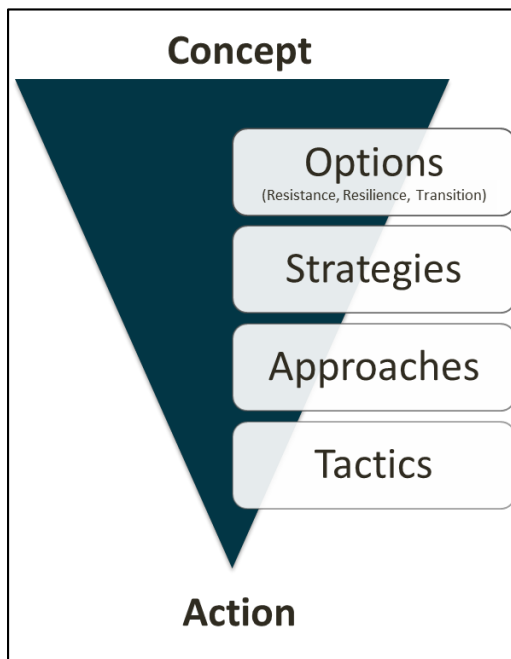 Concept
Options
(Resistance, Resilience, Transition)
Strategies
Approaches
Tactics
Action